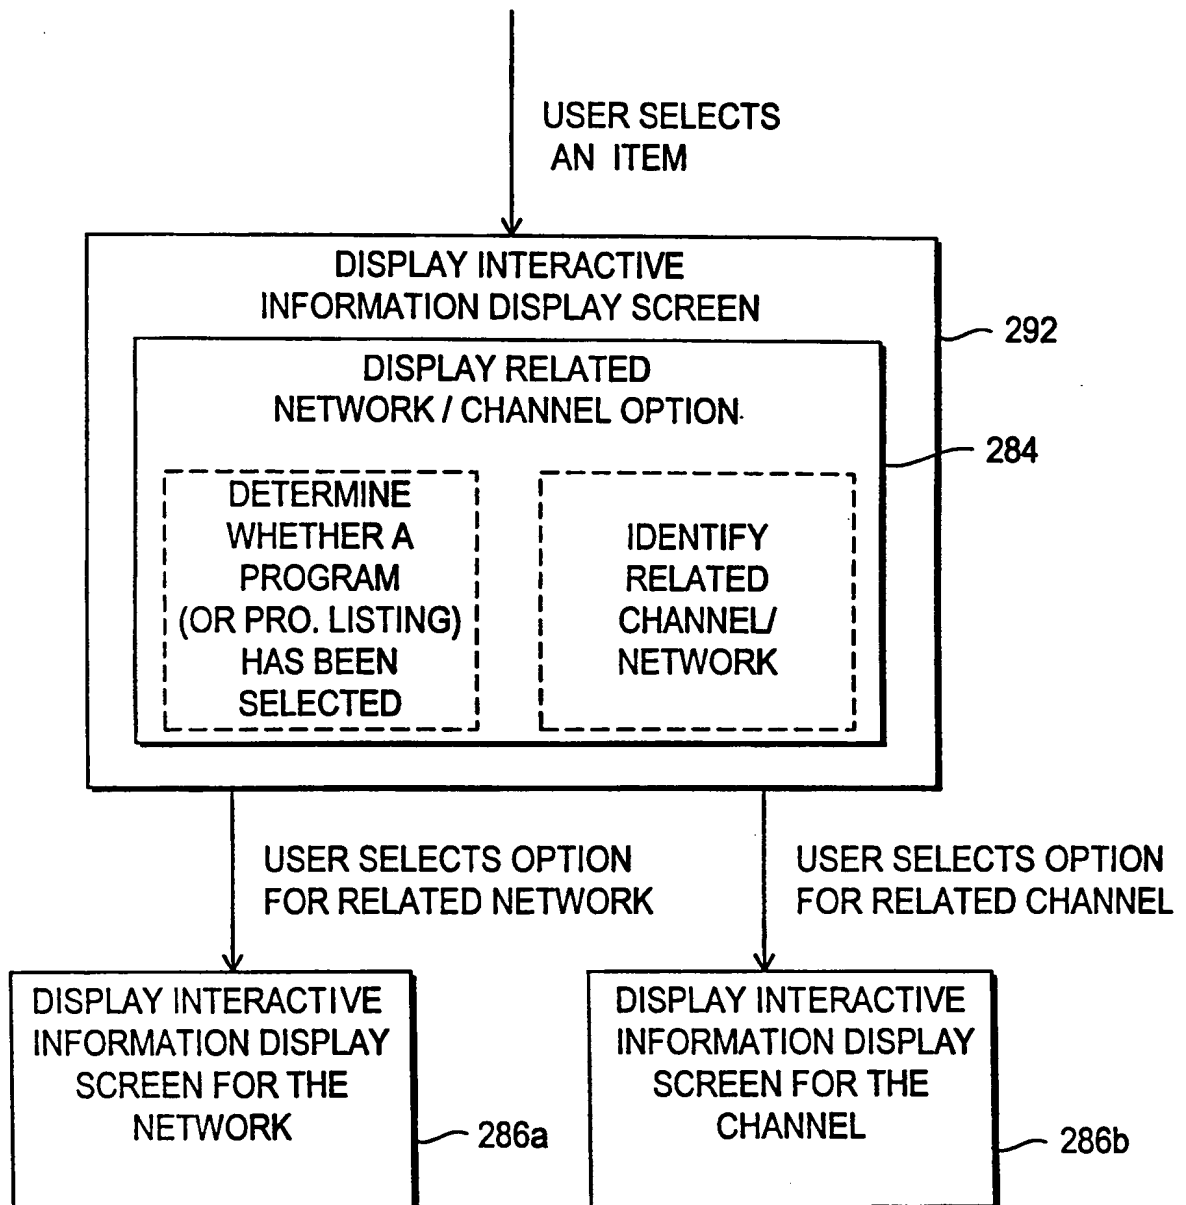 USER SELECTS
AN ITEM
DISPLAY INTERACTIVE
INFORMATION DISPLAY SCREEN
292
DISPLAY RELATED
NETWORK / CHANNEL OPTION
284
DETERMINE
WHETHER A
PROGRAM
(OR PRO. LISTING)
HAS BEEN
SELECTED
IDENTIFY
RELATED
CHANNEL/
NETWORK
USER SELECTS OPTION
FOR RELATED NETWORK
USER SELECTS OPTION
FOR RELATED CHANNEL
DISPLAY INTERACTIVE
INFORMATION DISPLAY
SCREEN FOR THE
NETWORK
286a
DISPLAY INTERACTIVE
INFORMATION DISPLAY
SCREEN FOR THE
CHANNEL
286b